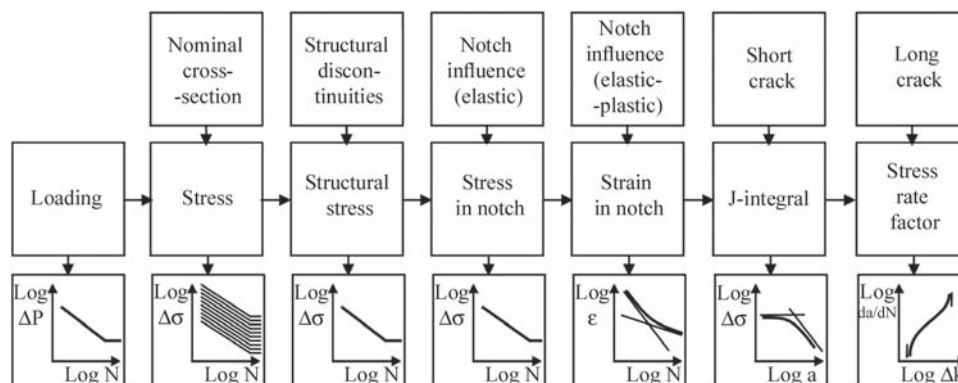 Nominal
cross-
-section
Structural
discon-
tinuities
Notch
influence
(elastic)
Notch
influence
(elastic-
-plastic)
Short
crack
Long
crack
Loading
Stress
Structural
stress
Stress
in notch
Strain
in notch
J-integral
Stress
rate
factor
Log
ΔP
Log N
Log
Δσ
Log N
Log
Δσ
Log N
Log
Δσ
Log N
Log
ε
Log N
Log
Δσ
Log a
Log
da/dN
Log Δk